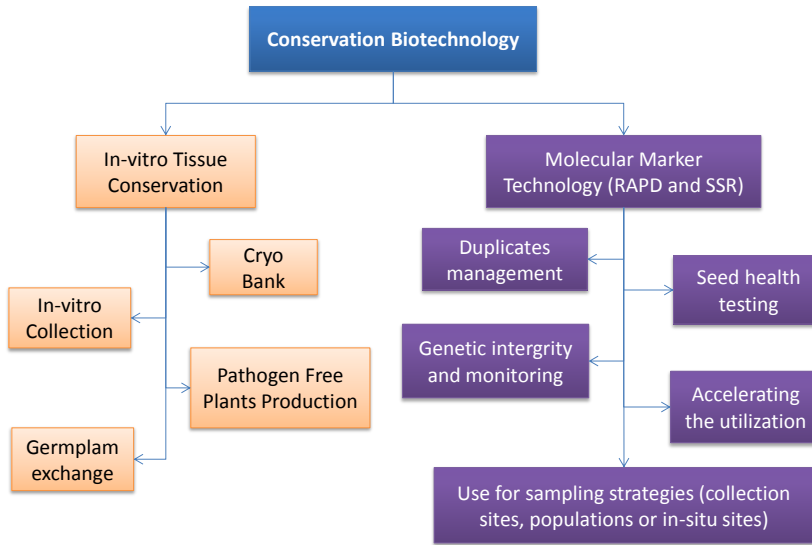 Conservation Biotechnology
In-vitro Tissue
Conservation
Cryo
Bank
In-vitro
Collection
Pathogen Free
Plants Production
Germplam
exchange
Molecular Marker
Technology (RAPD and SSR)
Duplicates
management
Seed health
testing
Genetic intergrity
and monitoring
Accelerating
the utilization
Use for sampling strategies (collection
sites, populations or in-situ sites)